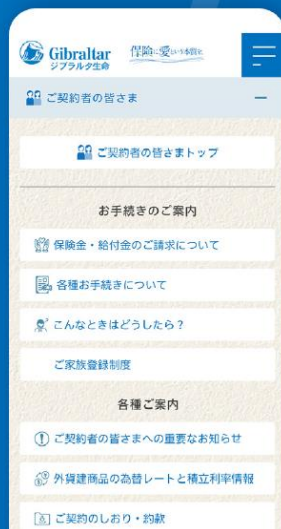 Gibraltar
ジブラルタ生命
保険に愛という本質を。
ご契約者の皆さま
ご契約者の皆さまトップ
お手続きのご案内
保険金・給付金のご請求について
各種お手続きについて
こんなときはどうしたら？
ご家族登録制度
各種ご案内
ご契約者の皆さまへの重要なお知らせ
外貨建商品の為替レートと積立利率情報
ご契約のしおり・約款